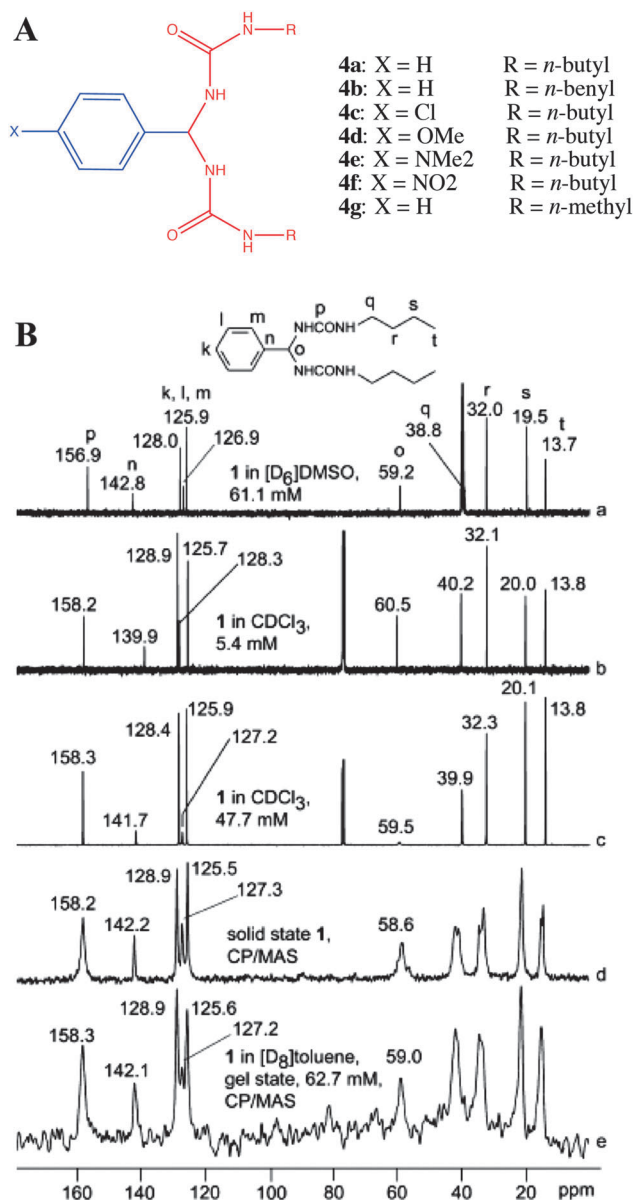 A
O
H
N
R
NH
X
NH
O
N
H
R
4a: X = H R = n-butyl
4b: X = H R = n-benyl
4c: X = Cl R = n-butyl
4d: X = OMe R = n-butyl
4e: X = NMe2 R = n-butyl
4f: X = NO2 R = n-butyl
4g: X = H R = n-methyl
B
p q s
l m NHCONH r t
k n o
NHCONH
k, l, m
p n 125.9 o q r s t
156.9 142.8 128.0 126.9 59.2 38.8 32.0 19.5 13.7
1 in [D6]DMSO,
61.1 mM
a
158.2 139.9 128.9 125.7 128.3 60.5 40.2 32.1 20.0 13.8
1 in CDCl3,
5.4 mM
b
158.3 141.7 128.4 125.9 127.2 59.5 39.9 32.3 20.1 13.8
1 in CDCl3,
47.7 mM
c
158.2 142.2 128.9 125.5 127.3 58.6
solid state 1,
CP/MAS
d
158.3 142.1 128.9 125.6 127.2 59.0
1 in [D8]toluene,
gel state, 62.7 mM,
CP/MAS
e
160 140 120 100 80 60 40 20 ppm